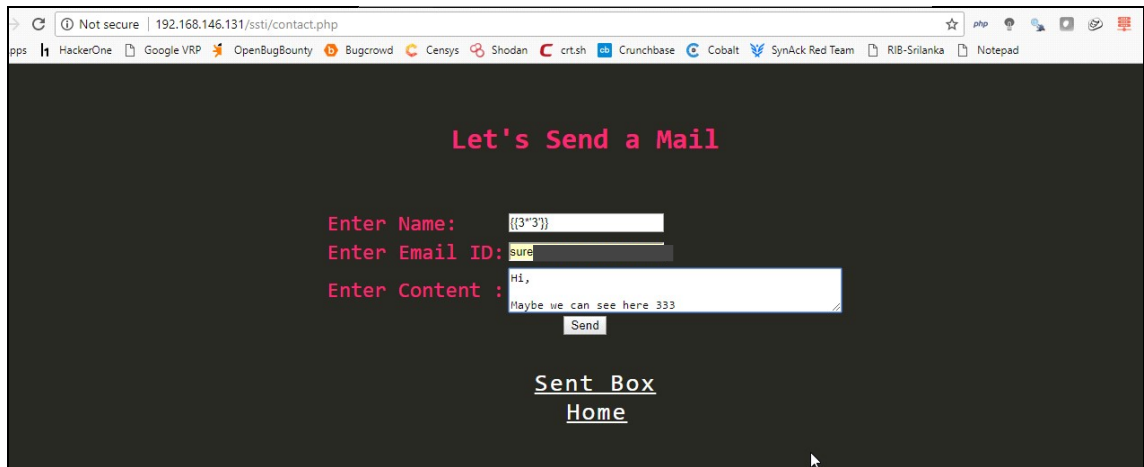 Not secure | 192.168.146.131/ssti/contact.php php
pps HackerOne Google VRP OpenBugBounty Bugcrowd Censys Shodan crt.sh cb Crunchbase Cobalt SynAck Red Team RIB-Srilanka Notepad
Let's Send a Mail
Enter Name: {{3*'3'}}
Enter Email ID: sure
Enter Content : Hi,
Maybe we can see here 333
Send
Sent Box
Home